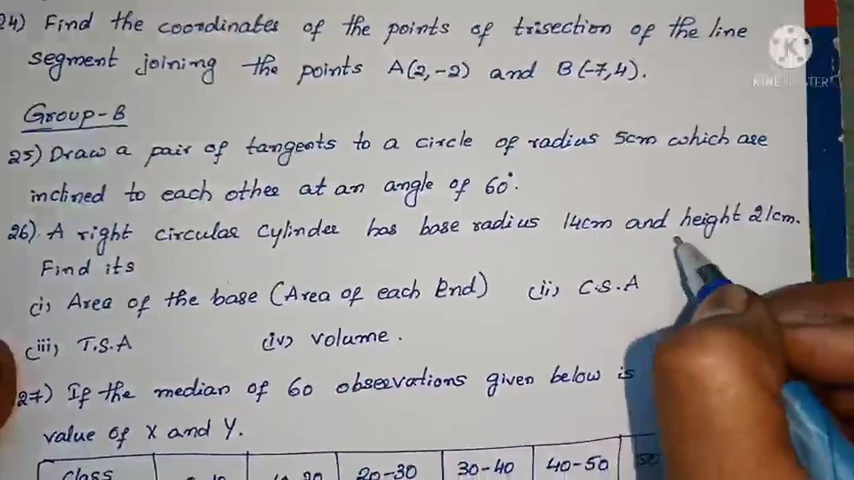 24) Find the coordinates of the points of trisection of the line
segment joining the points A(2,-2) and B(-7,4).
KINEMASTER
Group-B
25) Draw a pair of tangents to a circle of radius 5cm which are
inclined to each other at an angle of 60°.
26). A right circular cylinder has base radius 14cm and height 21cm.
Find its
(i) Area of the base (Area of each End) (ii) C.S.A
(iii) T.S.A (iv) volume.
27) If the median of 60 observations given below is
value of X and Y.
Class 20-30 30-40 40-50